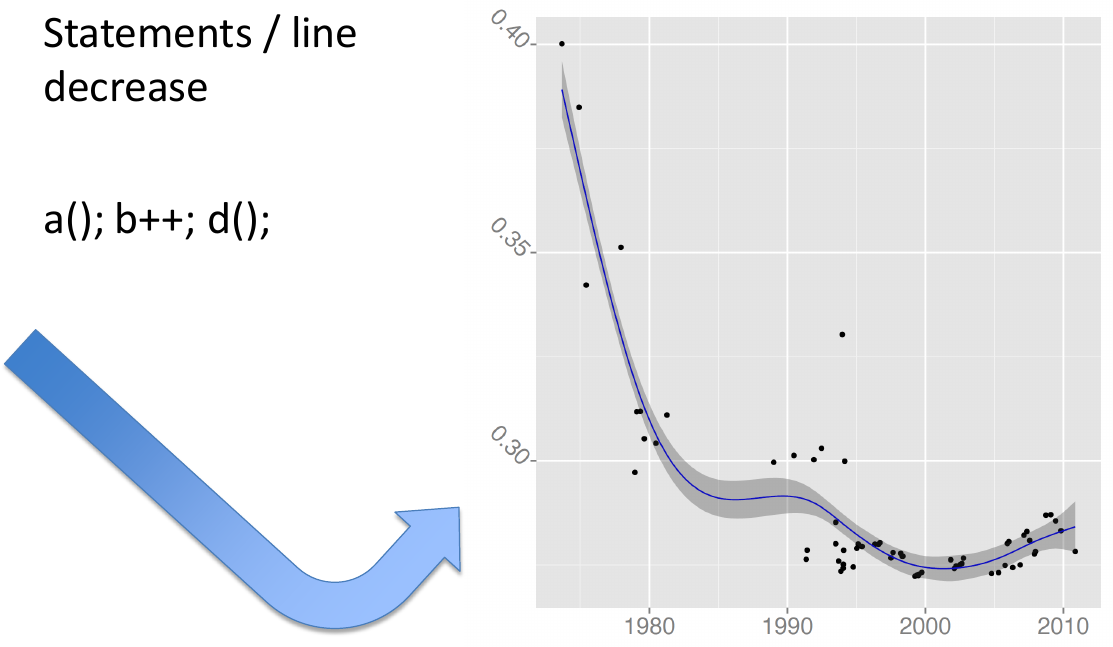 Statements / line
decrease
a(); b++; d();
0.40
0.35
0.30
1980
1990
2000
2010